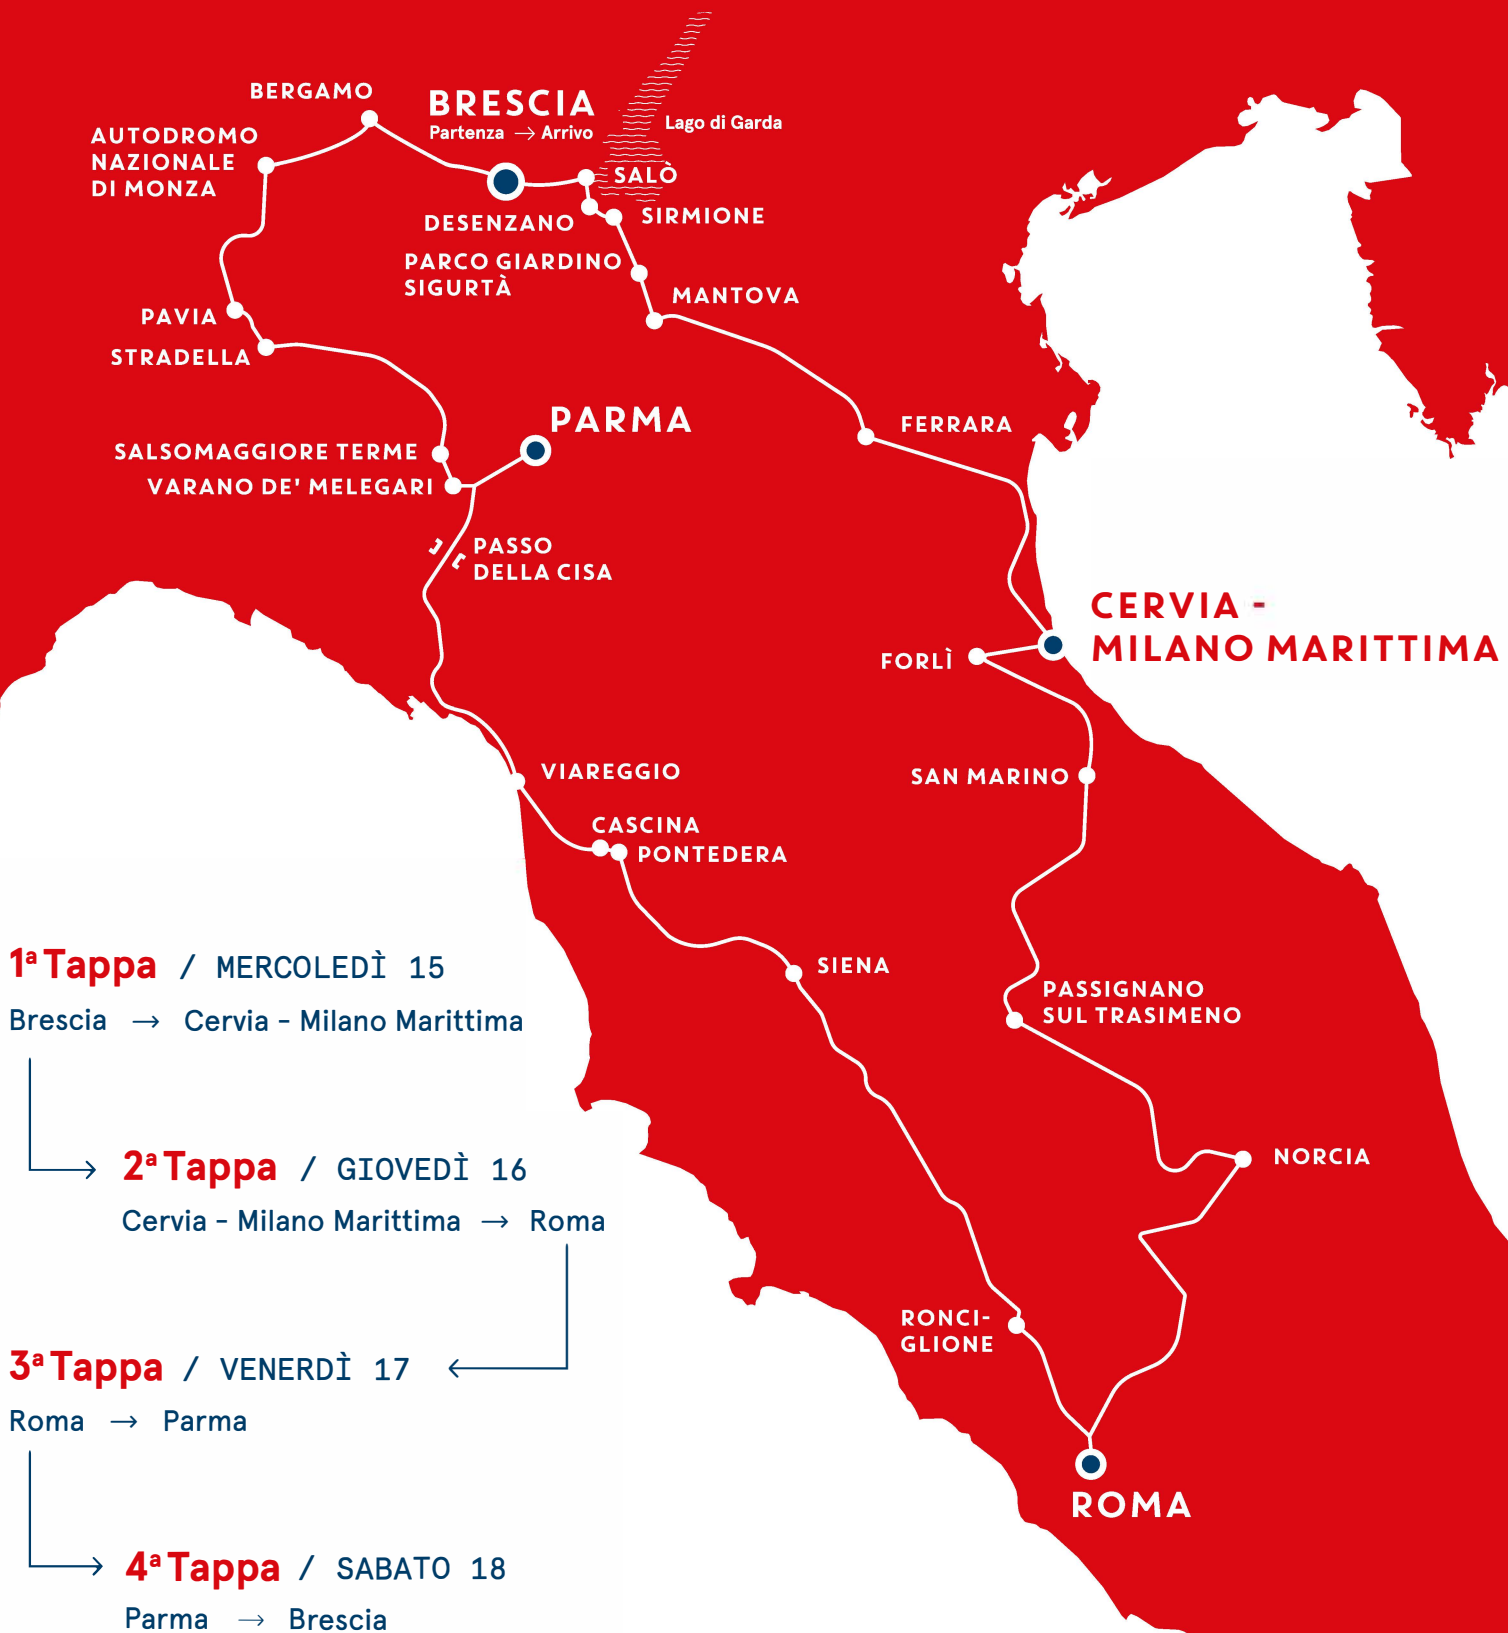 BERGAMO
BRESCIA
Partenza → Arrivo
Lago di Garda
AUTODROMO
NAZIONALE
DI MONZA
SALÒ
DESENZANO
SIRMIONE
PARCO GIARDINO
SIGURTÀ
MANTOVA
PAVIA
STRADELLA
PARMA
FERRARA
SALSOMAGGIORE TERME
VARANO DE' MELEGARI
PASSO
DELLA CISA
CERVIA -
MILANO MARITTIMA
FORLÌ
VIAREGGIO
SAN MARINO
CASCINA
PONTEDERA
SIENA
PASSIGNANO
SUL TRASIMENO
NORCIA
RONCI-
GLIONE
ROMA
1ª Tappa / MERCOLEDÌ 15
Brescia → Cervia - Milano Marittima
2ª Tappa / GIOVEDÌ 16
Cervia - Milano Marittima → Roma
3ª Tappa / VENERDÌ 17
Roma → Parma
4ª Tappa / SABATO 18
Parma → Brescia